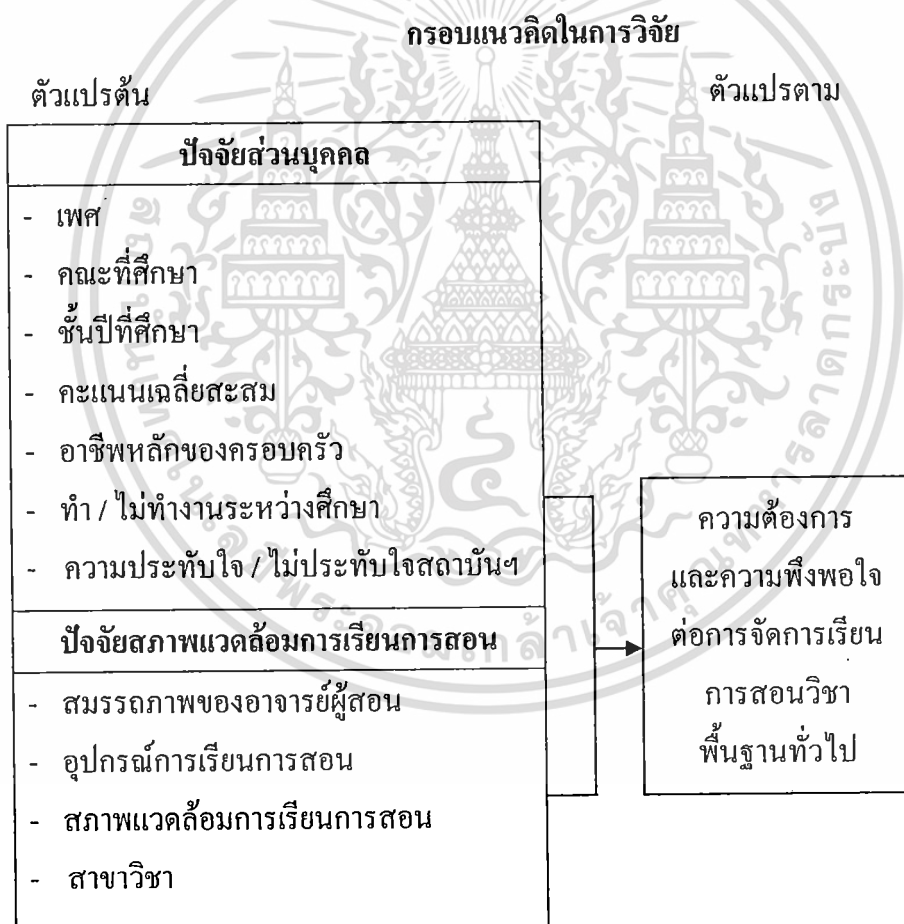 กรอบแนวคิดในการวิจัย
ตัวแปรต้น
ตัวแปรตาม
ปัจจัยส่วนบุคคล
- เพศ
- คณะที่ศึกษา
- ชั้นปีที่ศึกษา
- คะแนนเฉลี่ยสะสม
- อาชีพหลักของครอบครัว
- ทำ / ไม่ทำงานระหว่างศึกษา
- ความประทับใจ / ไม่ประทับใจสถาบันฯ
ปัจจัยสภาพแวดล้อมการเรียนการสอน
- สมรรถภาพของอาจารย์ผู้สอน
- อุปกรณ์การเรียนการสอน
- สภาพแวดล้อมการเรียนการสอน
- สาขาวิชา
ความต้องการ
และความพึงพอใจ
ต่อการจัดการเรียน
การสอนวิชา
พื้นฐานทั่วไป